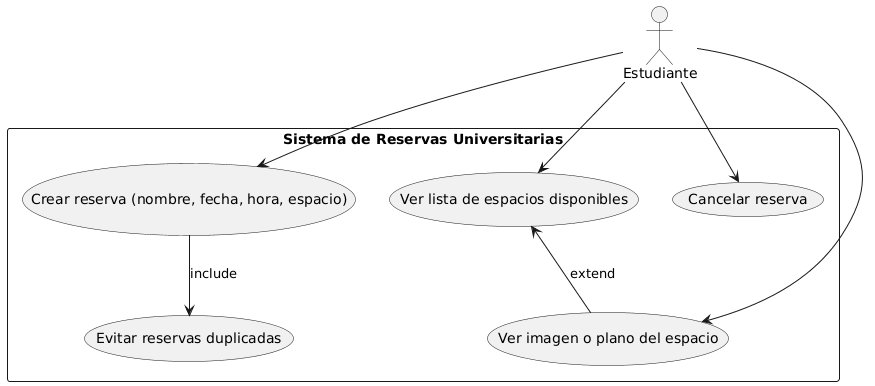 Estudiante
Sistema de Reservas Universitarias
Crear reserva (nombre, fecha, hora, espacio)
Ver lista de espacios disponibles
Cancelar reserva
include
extend
Evitar reservas duplicadas
Ver imagen o plano del espacio